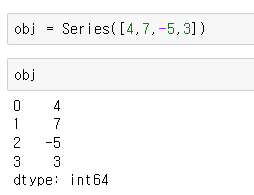 obj = Series([4,7,-5,3])
obj
0    4
1    7
2   -5
3    3
dtype: int64